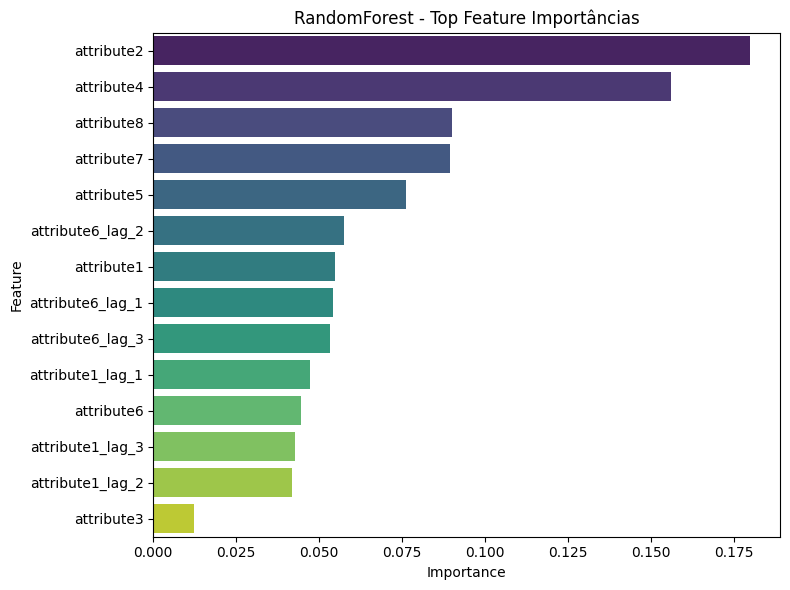 RandomForest - Top Feature Importâncias
Feature
attribute2
attribute4
attribute8
attribute7
attribute5
attribute6_lag_2
attribute1
attribute6_lag_1
attribute6_lag_3
attribute1_lag_1
attribute6
attribute1_lag_3
attribute1_lag_2
attribute3
0.000 0.025 0.050 0.075 0.100 0.125 0.150 0.175
Importance